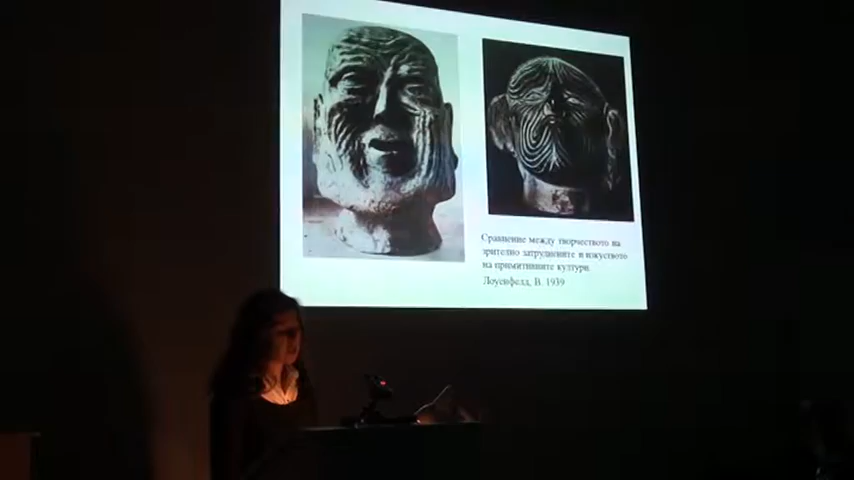 Сравнение между творчеството на
зрително затруднените и изкуството
на примитивните култури.
Лоуенфелд, В. 1939